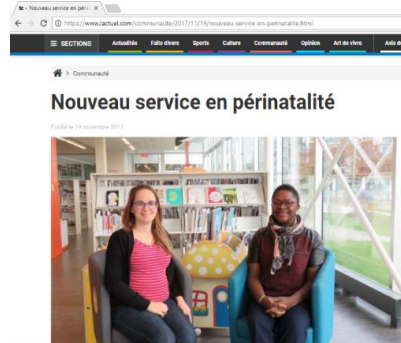 Nouveau service en péri
https://www.lactuel.com/communaute/2017/11/19/nouveau-service-en-perinatalite.html
≡ SECTIONS Actualités Faits divers Sports Culture Communauté Opinion Art de vivre Avis de
> Communauté
Nouveau service en périnatalité
Publié le 19 novembre 2017